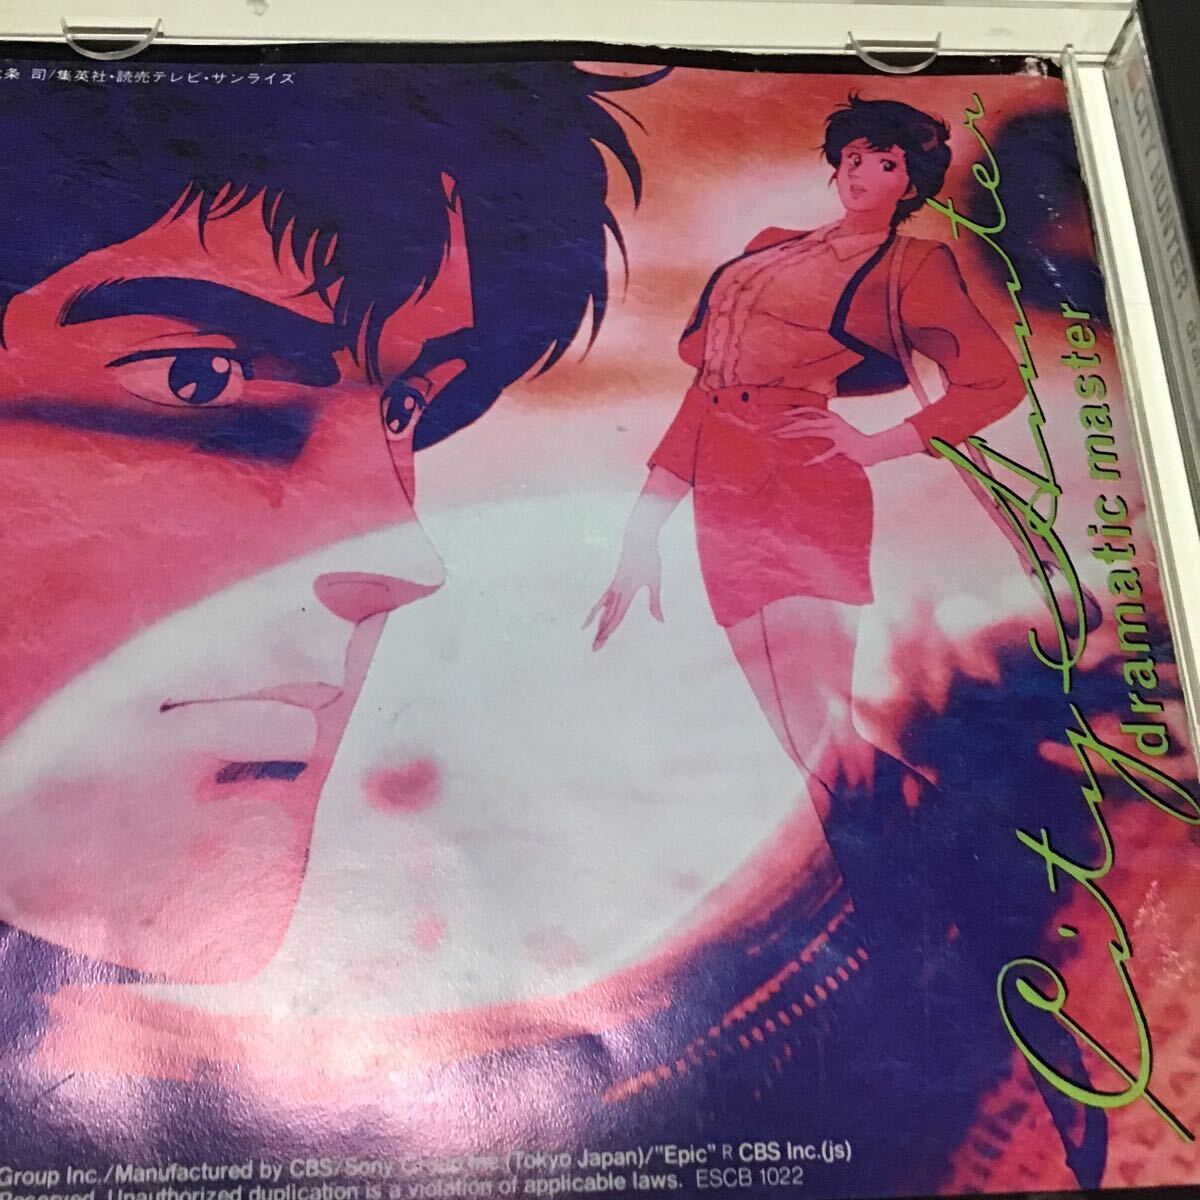 条 司/集英社・読売テレビ・サンライズ
City Hunter
dramatic master
CITY HUNTER
Group Inc./Manufactured by CBS/Sony Group Inc. (Tokyo Japan)/"Epic" ® CBS Inc.(js)
Reserved. Unauthorized duplication is a violation of applicable laws. ESCB 1022